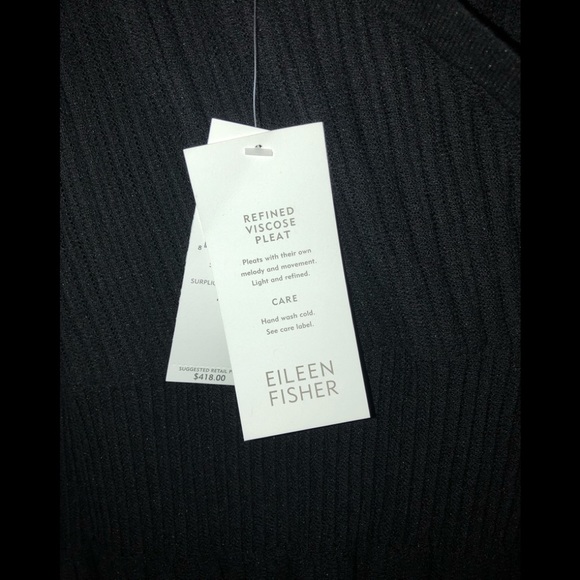 REFINED
VISCOSE
PLEAT
Pleats with their own
melody and movement.
Light and refined.
CARE
Hand wash cold.
See care label.
EILEEN
FISHER
SUGGESTED RETAIL
$418.00